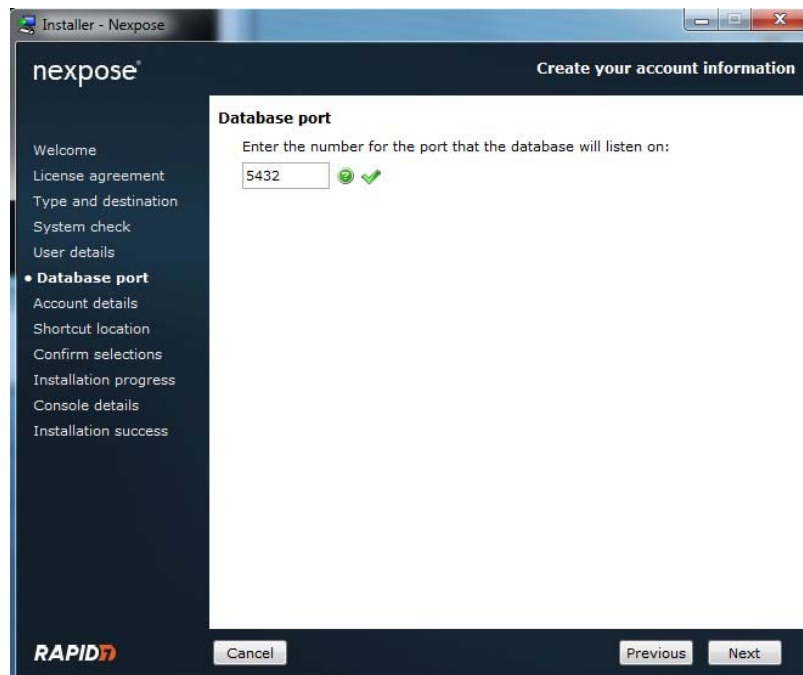 Installer - Nexpose
nexpose®
Create your account information
Database port
Enter the number for the port that the database will listen on:
5432
Welcome
License agreement
Type and destination
System check
User details
• Database port
Account details
Shortcut location
Confirm selections
Installation progress
Console details
Installation success
RAPID7
Cancel
Previous
Next